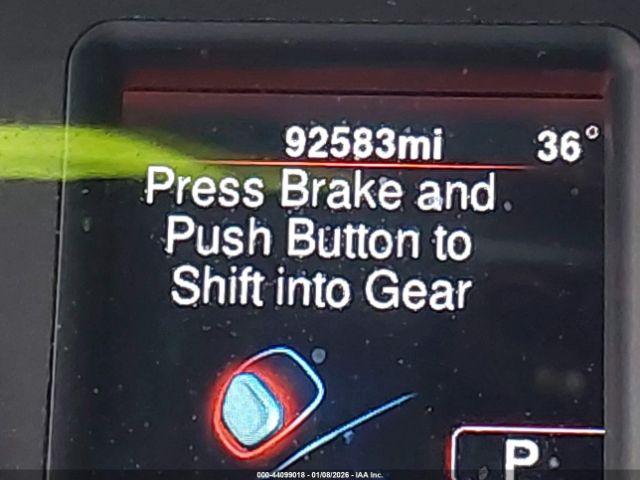 92583mi 36°
Press Brake and
Push Button to
Shift into Gear
P
000-44099018 - 01/08/2026 - IAA Inc.